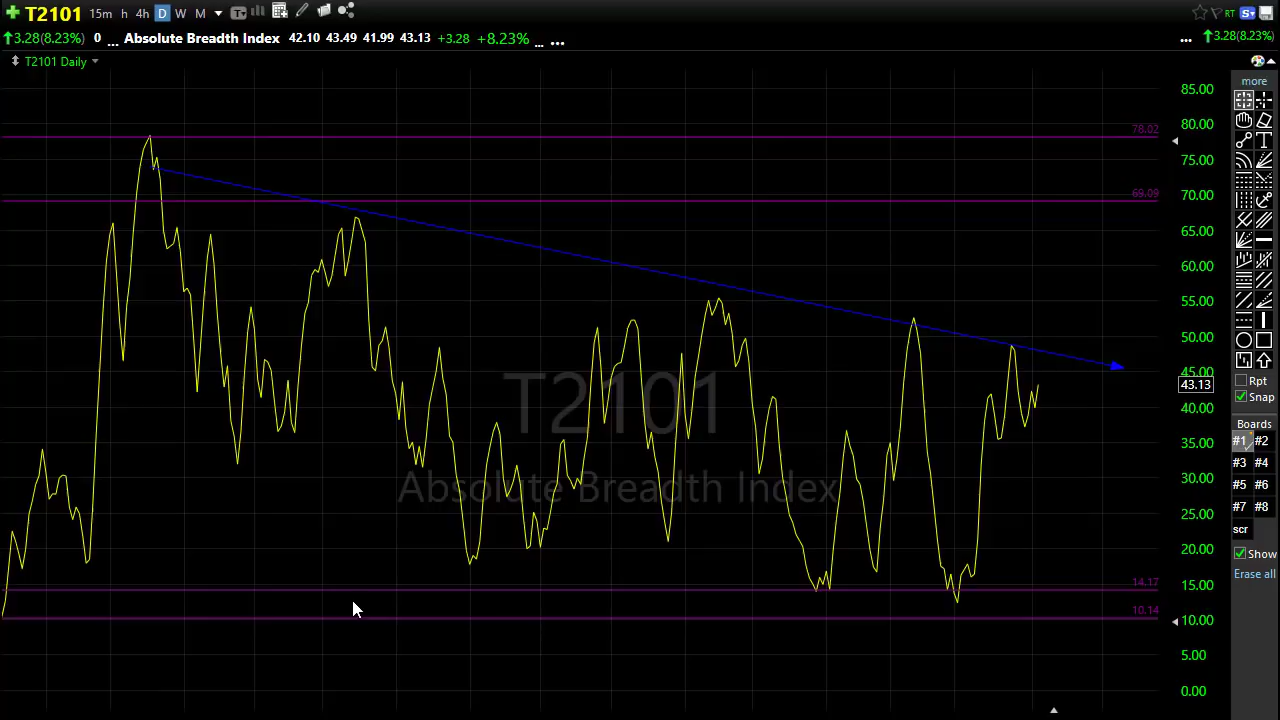 T2101 15m h 4h D W M T RT S
3.28(8.23%) 0 ... Absolute Breadth Index 42.10 43.49 41.99 43.13 +3.28 +8.23% ... ... ... 3.28(8.23%)
T2101 Daily
more
85.00
78.02
80.00
75.00
69.09
70.00
65.00
60.00
55.00
50.00
45.00
43.13
40.00
35.00
30.00
25.00
20.00
14.17
15.00
10.14
10.00
5.00
0.00
T2101
Absolute Breadth Index
T
Rpt
Snap
Boards
#1 #2
#3 #4
#5 #6
#7 #8
scr
Show
Erase all